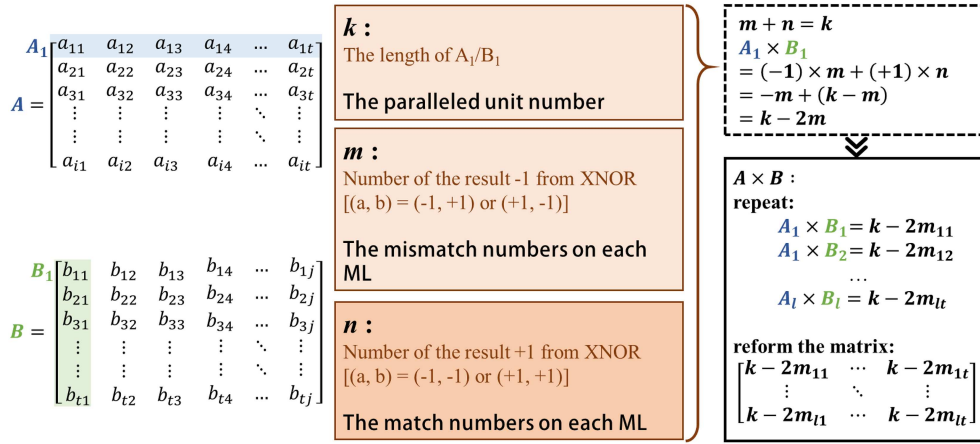 A₁
a₁₁ a₁₂ a₁₃ a₁₄ ... a₁ₜ
a₂₁ a₂₂ a₂₃ a₂₄ ... a₂ₜ
a₃₁ a₃₂ a₃₃ a₃₄ ... a₃ₜ
A =
⋮ ⋮ ⋮ ⋮ ⋱ ⋮
⋮ ⋮ ⋮ ⋮ ⋱ ⋮
aᵢ₁ aᵢ₂ aᵢ₃ aᵢ₄ ... aᵢₜ
B₁
b₁₁ b₁₂ b₁₃ b₁₄ ... b₁ⱼ
b₂₁ b₂₂ b₂₃ b₂₄ ... b₂ⱼ
b₃₁ b₃₂ b₃₃ b₃₄ ... b₃ⱼ
B =
⋮ ⋮ ⋮ ⋮ ⋱ ⋮
⋮ ⋮ ⋮ ⋮ ⋱ ⋮
bₜ₁ bₜ₂ bₜ₃ bₜ₄ ... bₜⱼ
k :
The length of A₁/B₁
The paralleled unit number
m :
Number of the result -1 from XNOR
[(a, b) = (-1, +1) or (+1, -1)]
The mismatch numbers on each
ML
n :
Number of the result +1 from XNOR
[(a, b) = (-1, -1) or (+1, +1)]
The match numbers on each ML
m + n = k
A₁ × B₁
= (−1) × m + (+1) × n
= −m + (k − m)
= k − 2m
A × B :
repeat:
A₁ × B₁= k − 2m₁₁
A₁ × B₂= k − 2m₁₂
...
Aₗ × Bₗ = k − 2mₗₜ
reform the matrix:
k − 2m₁₁ ⋯ k − 2m₁ₜ
⋮ ⋱ ⋮
k − 2mₗ₁ ⋯ k − 2mₗₜ